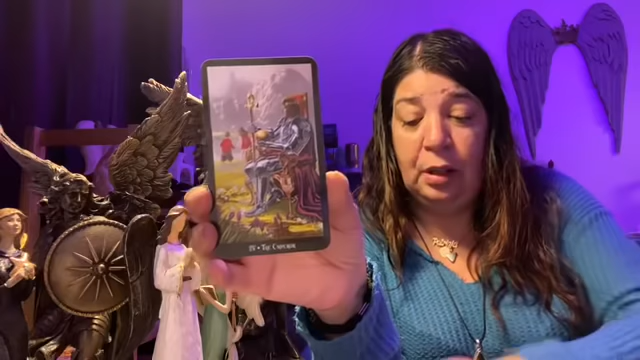 IV • The Emperor